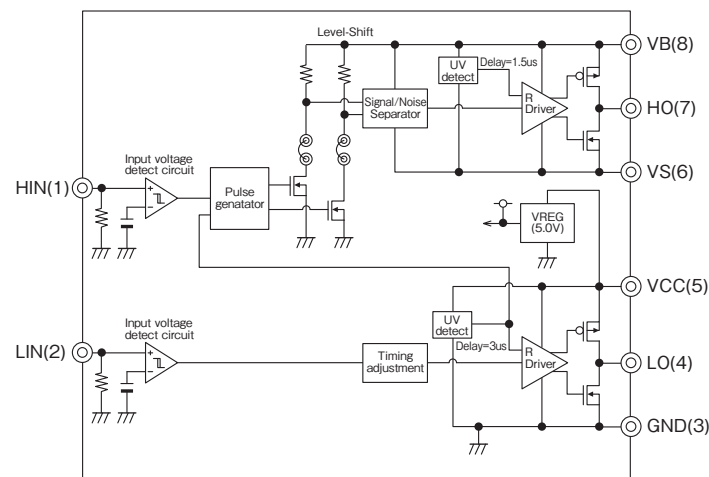 Level-Shift
VB(8)
UV
detect
Delay=1.5us
Signal/Noise
Separator
R
Driver
HO(7)
Input voltage
detect circuit
VS(6)
HIN(1)
+
−
Pulse
genatator
VREG
(5.0V)
VCC(5)
UV
detect
Delay=3us
Input voltage
detect circuit
LIN(2)
+
−
Timing
adjustment
R
Driver
LO(4)
GND(3)